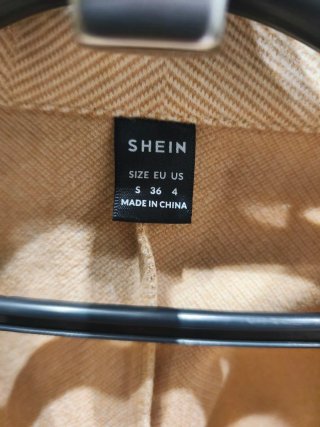 SHEIN
SIZE EU US
S 36 4
MADE IN CHINA